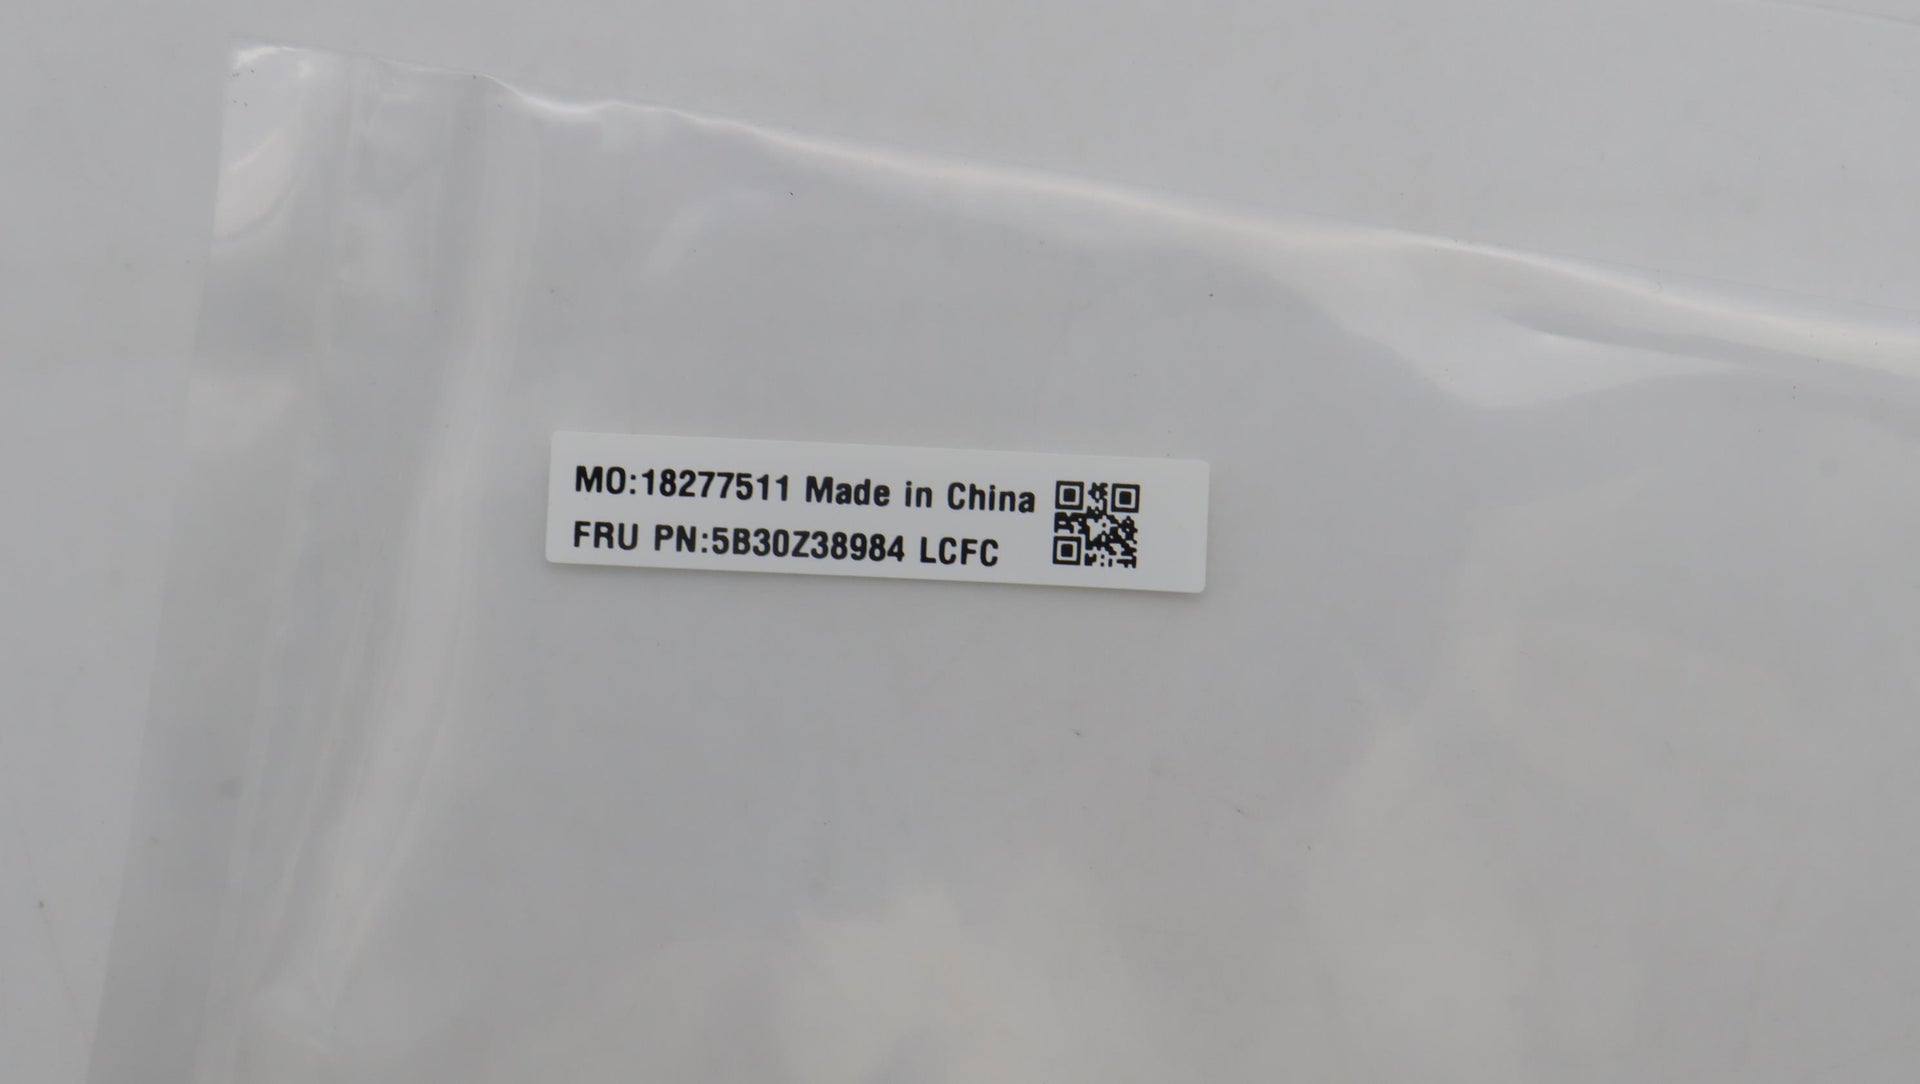 MO:18277511 Made in China
FRU PN:5B30Z38984 LCFC